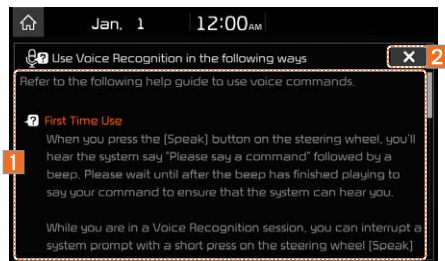 Jan. 1 12:00AM
Use Voice Recognition in the following ways
2
Refer to the following help guide to use voice commands.
First Time Use
When you press the [Speak] button on the steering wheel, you'll
hear the system say "Please say a command" followed by a
beep. Please wait until after the beep has finished playing to
1
say your command to ensure that the system can hear you.
While you are in a Voice Recognition session, you can interrupt a
system prompt with a short press on the steering wheel [Speak]